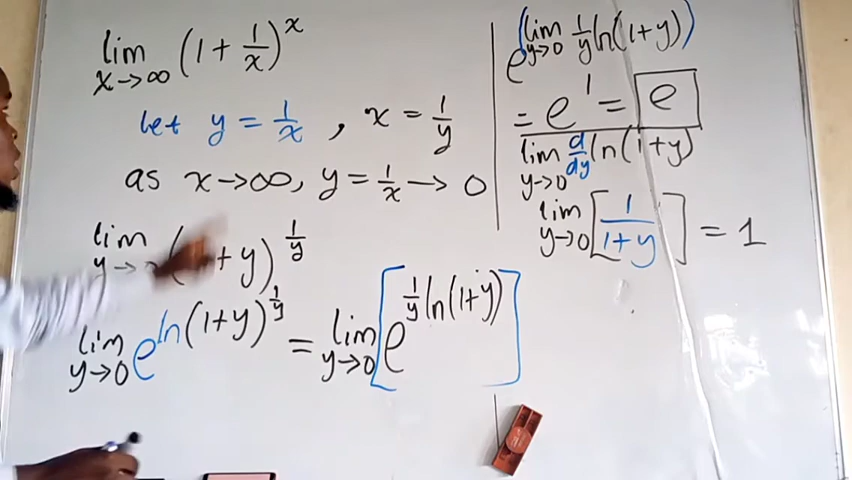 lim x→∞ (1 + 1/x)^x
let y = 1/x , x = 1/y
as x→∞, y = 1/x → 0
lim y→ (1+y)^(1/y)
lim y→0 e^(ln(1+y)^(1/y)) = lim y→0 [e^(1/y ln(1+y))]
e^(lim y→0 1/y ln(1+y))
= e^1 = e
lim y→0 d/dy ln(1+y)
lim y→0 [1/(1+y)] = 1